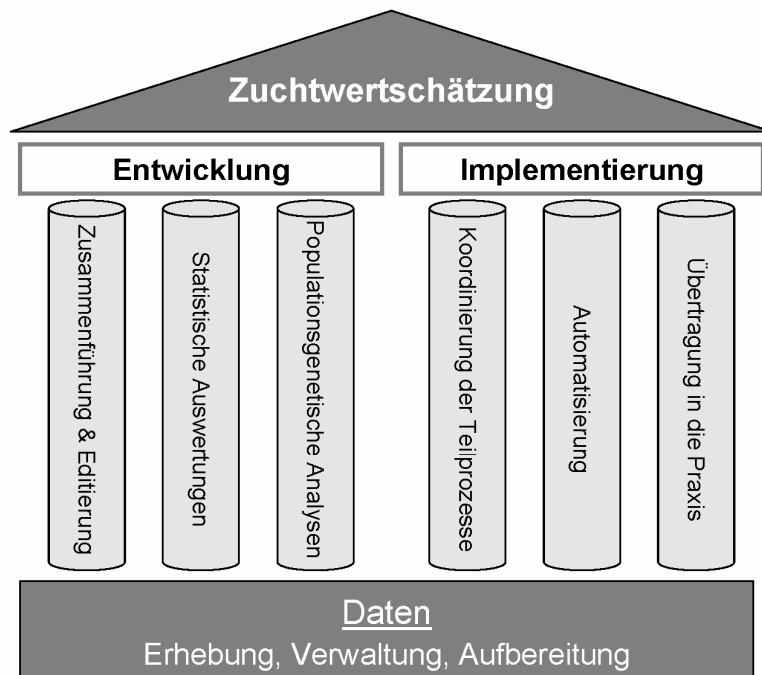 Zuchtwertschätzung
Entwicklung
Implementierung
Zusammenführung & Editierung
Statistische Auswertungen
Populationsgenetische Analysen
Koordinierung der Teilprozesse
Automatisierung
Übertragung in die Praxis
Daten
Erhebung, Verwaltung, Aufbereitung